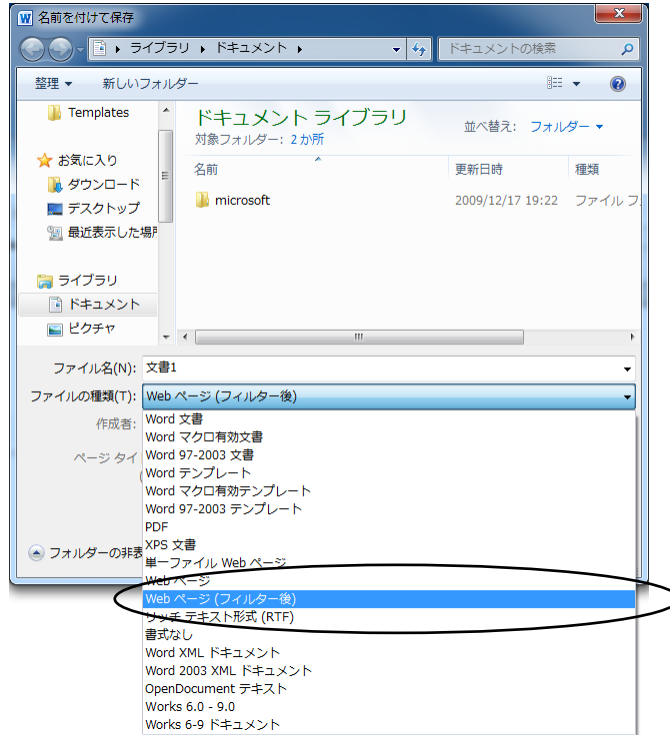 名前を付けて保存
ライブラリ ドキュメント ドキュメントの検索
整理 新しいフォルダー
Templates
お気に入り
ダウンロード
デスクトップ
最近表示した場所
ライブラリ
ドキュメント
ピクチャ
ドキュメント ライブラリ
対象フォルダー: 2 か所
並べ替え: フォルダー
名前 更新日時 種類
microsoft 2009/12/17 19:22 ファイル フ
ファイル名(N): 文書1
ファイルの種類(T): Web ページ (フィルター後)
作成者:
ページ タイ
フォルダーの非表
Word 文書
Word マクロ有効文書
Word 97-2003 文書
Word テンプレート
Word マクロ有効テンプレート
Word 97-2003 テンプレート
PDF
XPS 文書
単一ファイル Web ページ
Web ページ
Web ページ (フィルター後)
リッチ テキスト形式 (RTF)
書式なし
Word XML ドキュメント
Word 2003 XML ドキュメント
OpenDocument テキスト
Works 6.0 - 9.0
Works 6-9 ドキュメント